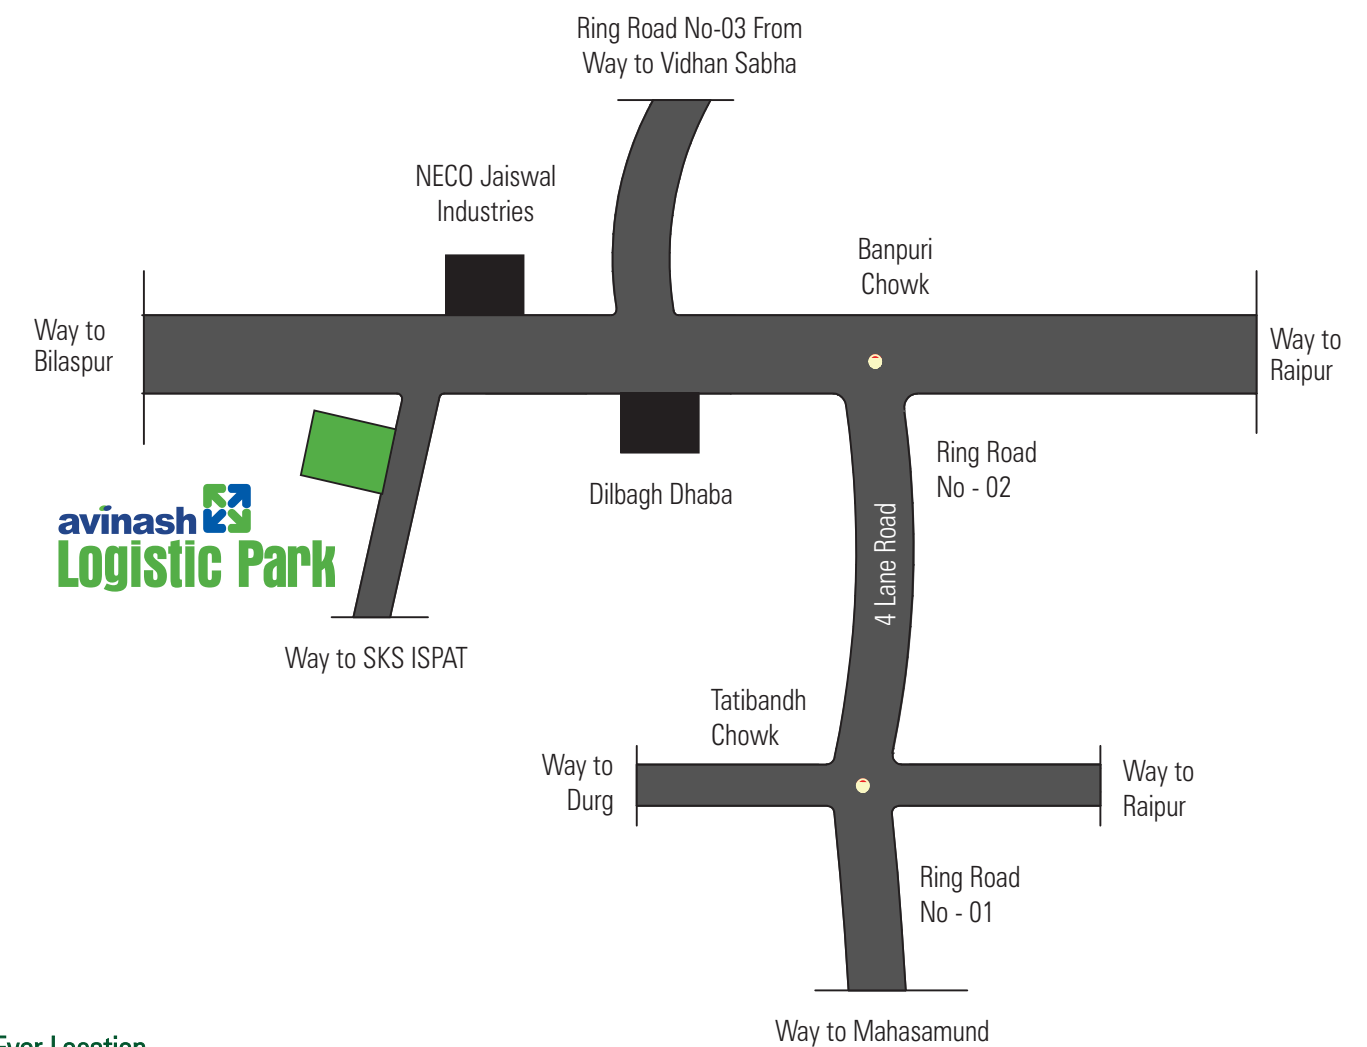 Ring Road No-03 From
Way to Vidhan Sabha
NECO Jaiswal
Industries
Banpuri
Chowk
Way to
Bilaspur
Way to
Raipur
Ring Road
No - 02
Dilbagh Dhaba
avinash
Logistic Park
4 Lane Road
Way to SKS ISPAT
Tatibandh
Chowk
Way to
Durg
Way to
Raipur
Ring Road
No - 01
Way to Mahasamund
Ever Location